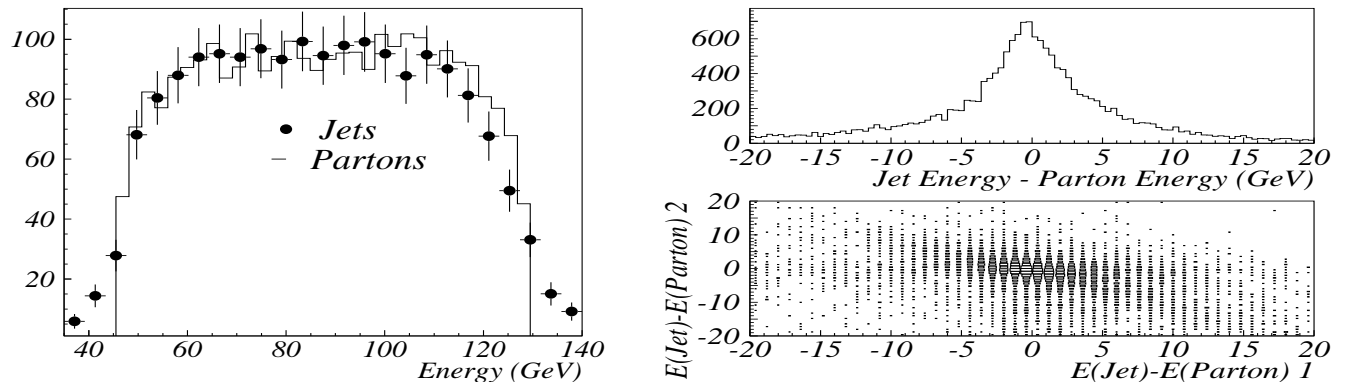 100
80
60
40
20
Jets
Partons
40 60 80 100 120 140
Energy (GeV)
600
400
200
0
-20 -15 -10 -5 0 5 10 15 20
Jet Energy - Parton Energy (GeV)
E(Jet)-E(Parton) 2
20
10
0
-10
-20
-20 -15 -10 -5 0 5 10 15 20
E(Jet)-E(Parton) 1